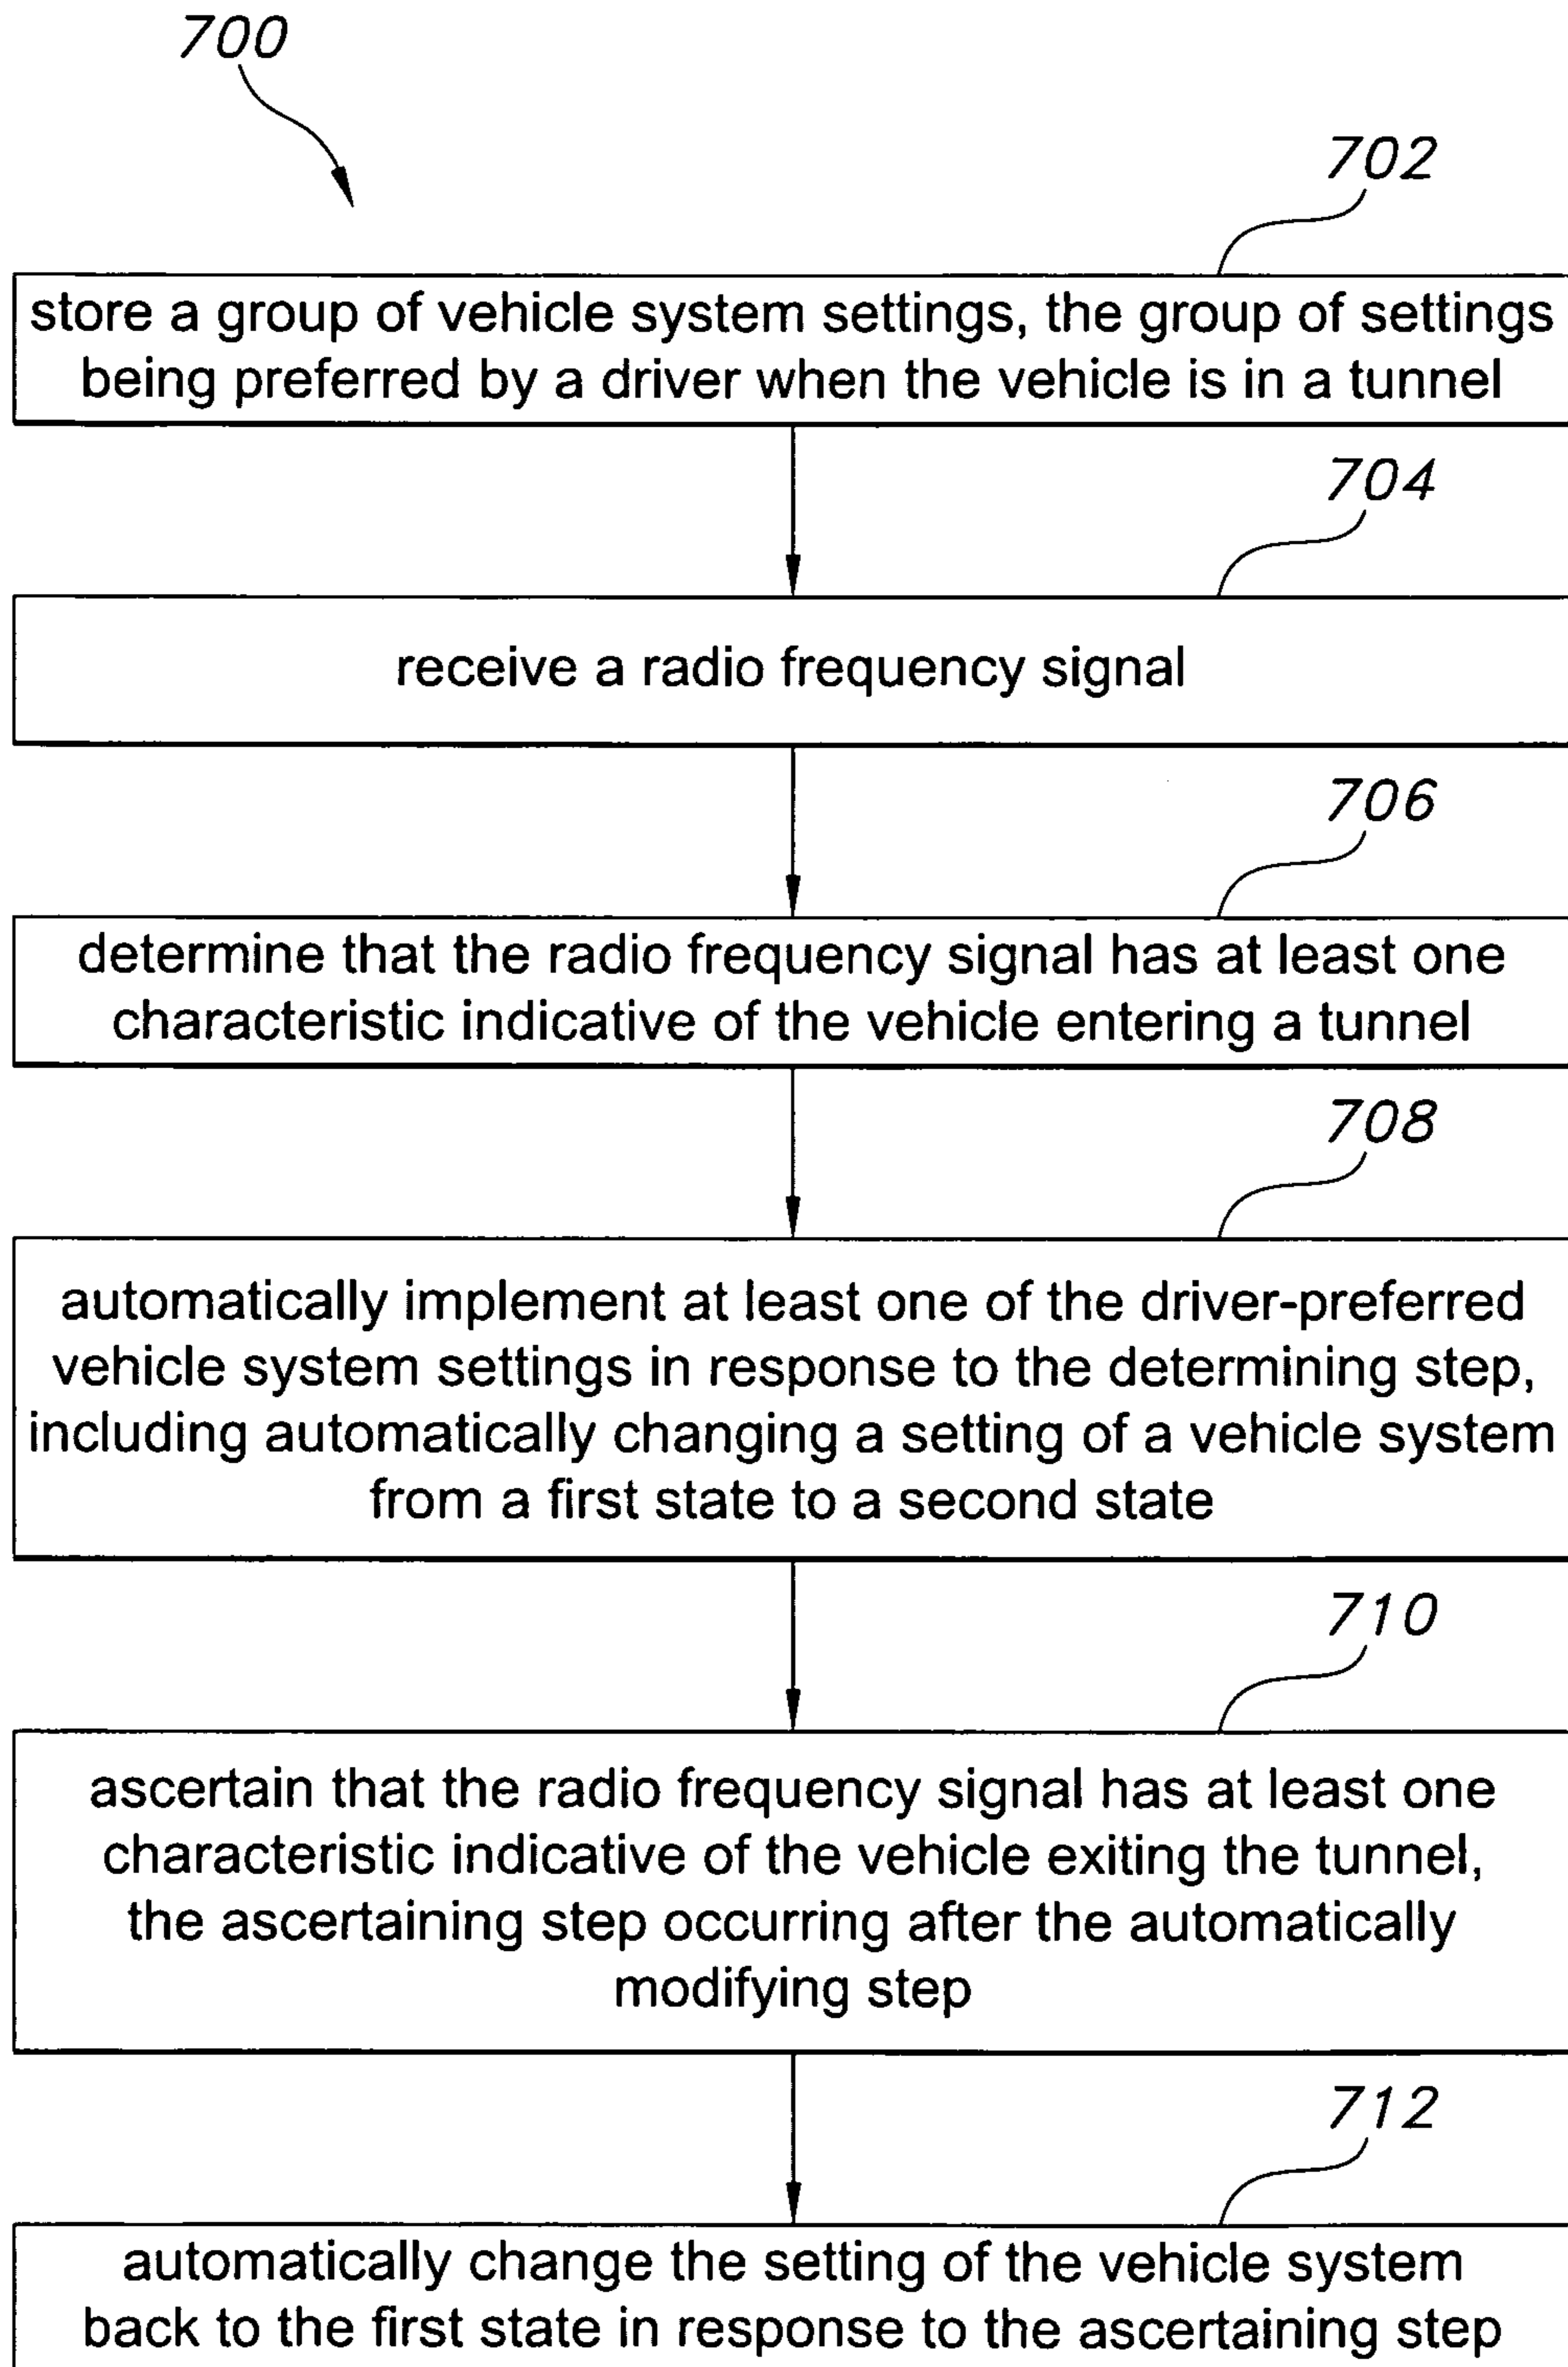 700
702
store a group of vehicle system settings, the group of settings
being preferred by a driver when the vehicle is in a tunnel
704
receive a radio frequency signal
706
determine that the radio frequency signal has at least one
characteristic indicative of the vehicle entering a tunnel
708
automatically implement at least one of the driver-preferred
vehicle system settings in response to the determining step,
including automatically changing a setting of a vehicle system
from a first state to a second state
710
ascertain that the radio frequency signal has at least one
characteristic indicative of the vehicle exiting the tunnel,
the ascertaining step occurring after the automatically
modifying step
712
automatically change the setting of the vehicle system
back to the first state in response to the ascertaining step